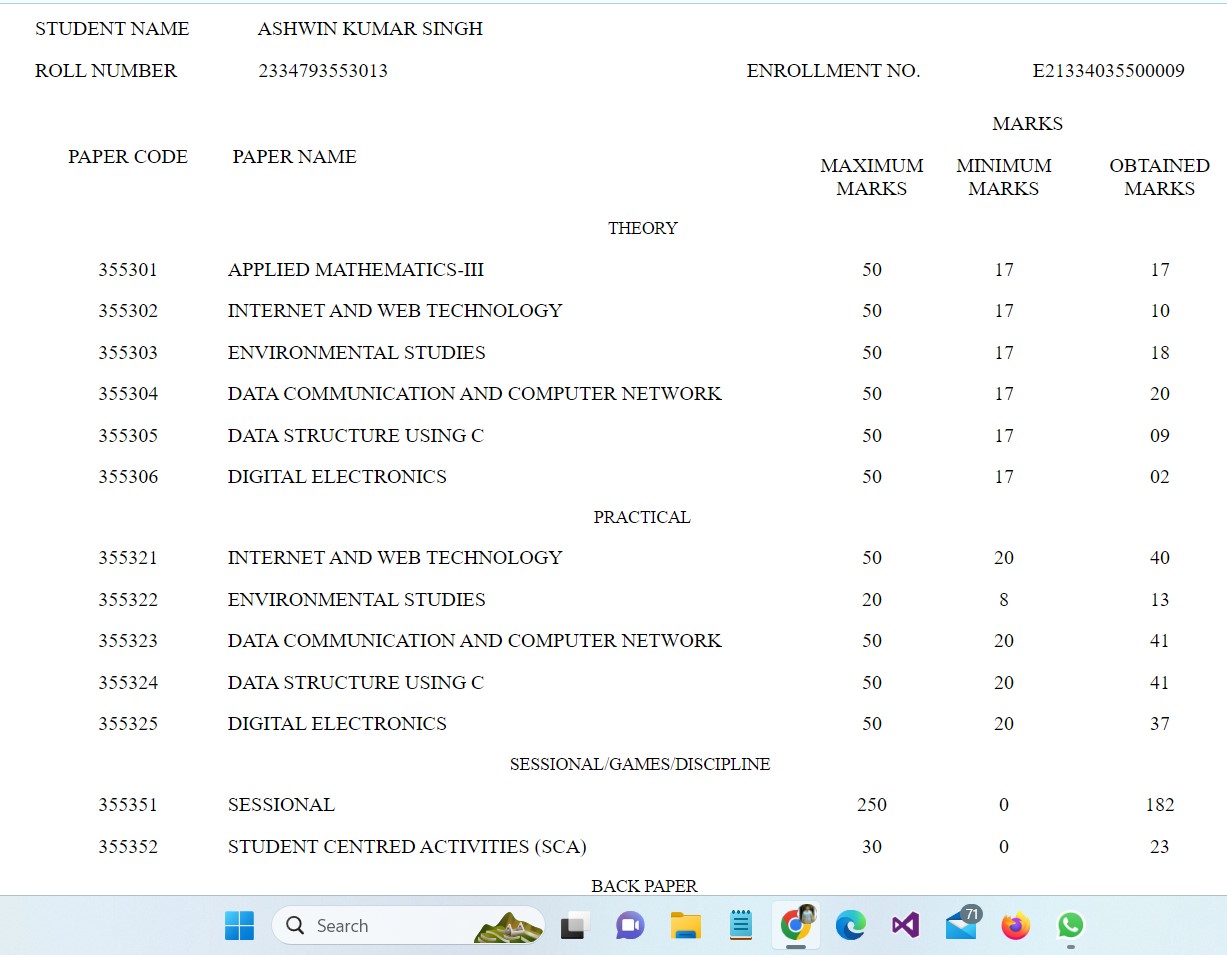 STUDENT NAME ASHWIN KUMAR SINGH
ROLL NUMBER 2334793553013 ENROLLMENT NO. E21334035500009
MARKS
PAPER CODE PAPER NAME
MAXIMUM MINIMUM OBTAINED
MARKS MARKS MARKS
THEORY
355301 APPLIED MATHEMATICS-III 50 17 17
355302 INTERNET AND WEB TECHNOLOGY 50 17 10
355303 ENVIRONMENTAL STUDIES 50 17 18
355304 DATA COMMUNICATION AND COMPUTER NETWORK 50 17 20
355305 DATA STRUCTURE USING C 50 17 09
355306 DIGITAL ELECTRONICS 50 17 02
PRACTICAL
355321 INTERNET AND WEB TECHNOLOGY 50 20 40
355322 ENVIRONMENTAL STUDIES 20 8 13
355323 DATA COMMUNICATION AND COMPUTER NETWORK 50 20 41
355324 DATA STRUCTURE USING C 50 20 41
355325 DIGITAL ELECTRONICS 50 20 37
SESSIONAL/GAMES/DISCIPLINE
355351 SESSIONAL 250 0 182
355352 STUDENT CENTRED ACTIVITIES (SCA) 30 0 23
BACK PAPER
Search 71